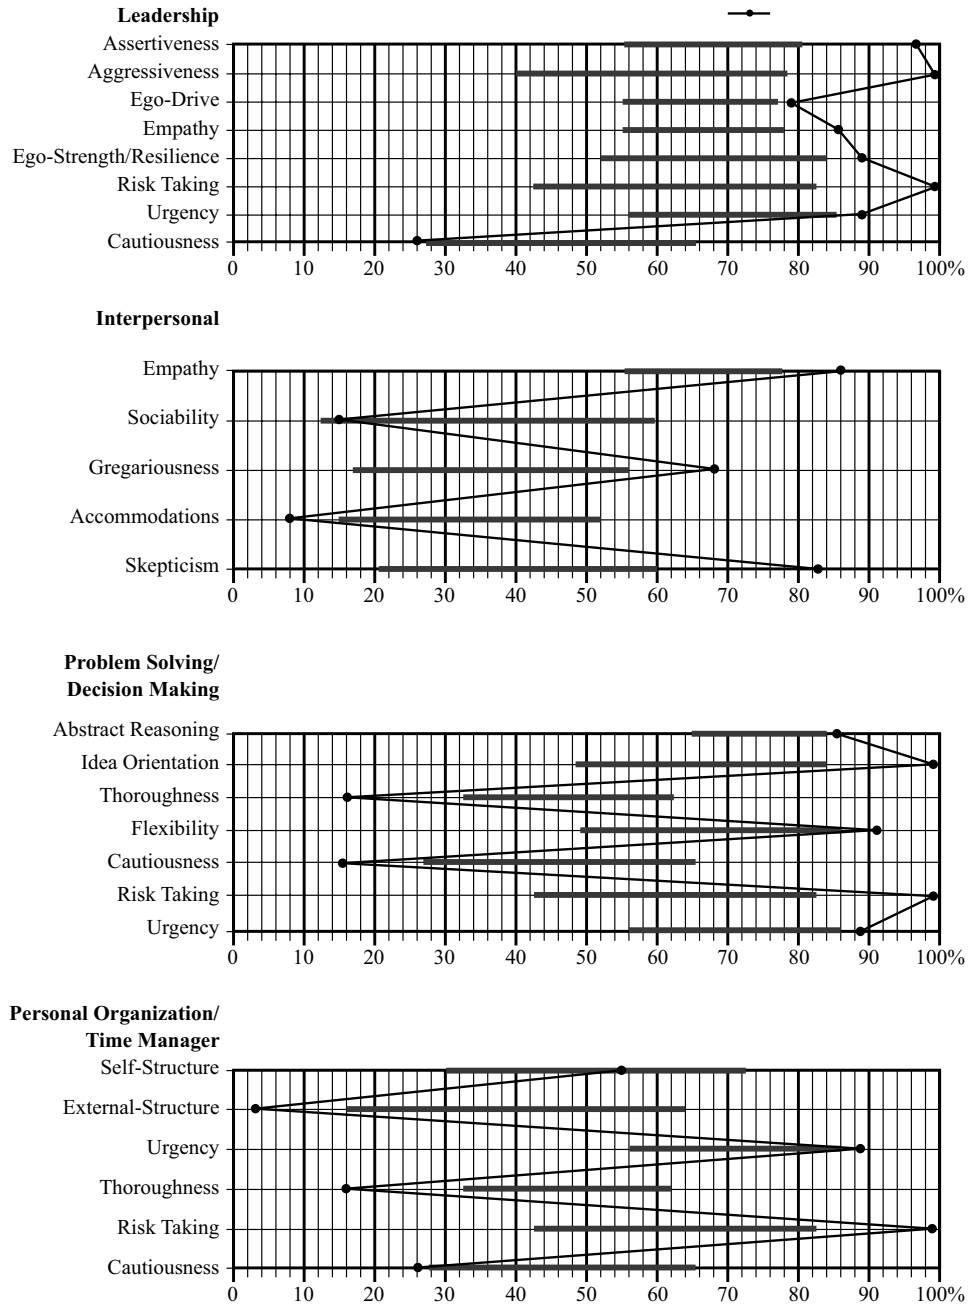 Leadership
Assertiveness
Aggressiveness
Ego-Drive
Empathy
Ego-Strength/Resilience
Risk Taking
Urgency
Cautiousness
0 10 20 30 40 50 60 70 80 90 100%
Interpersonal
Empathy
Sociability
Gregariousness
Accommodations
Skepticism
0 10 20 30 40 50 60 70 80 90 100%
Problem Solving/
Decision Making
Abstract Reasoning
Idea Orientation
Thoroughness
Flexibility
Cautiousness
Risk Taking
Urgency
0 10 20 30 40 50 60 70 80 90 100%
Personal Organization/
Time Manager
Self-Structure
External-Structure
Urgency
Thoroughness
Risk Taking
Cautiousness
0 10 20 30 40 50 60 70 80 90 100%